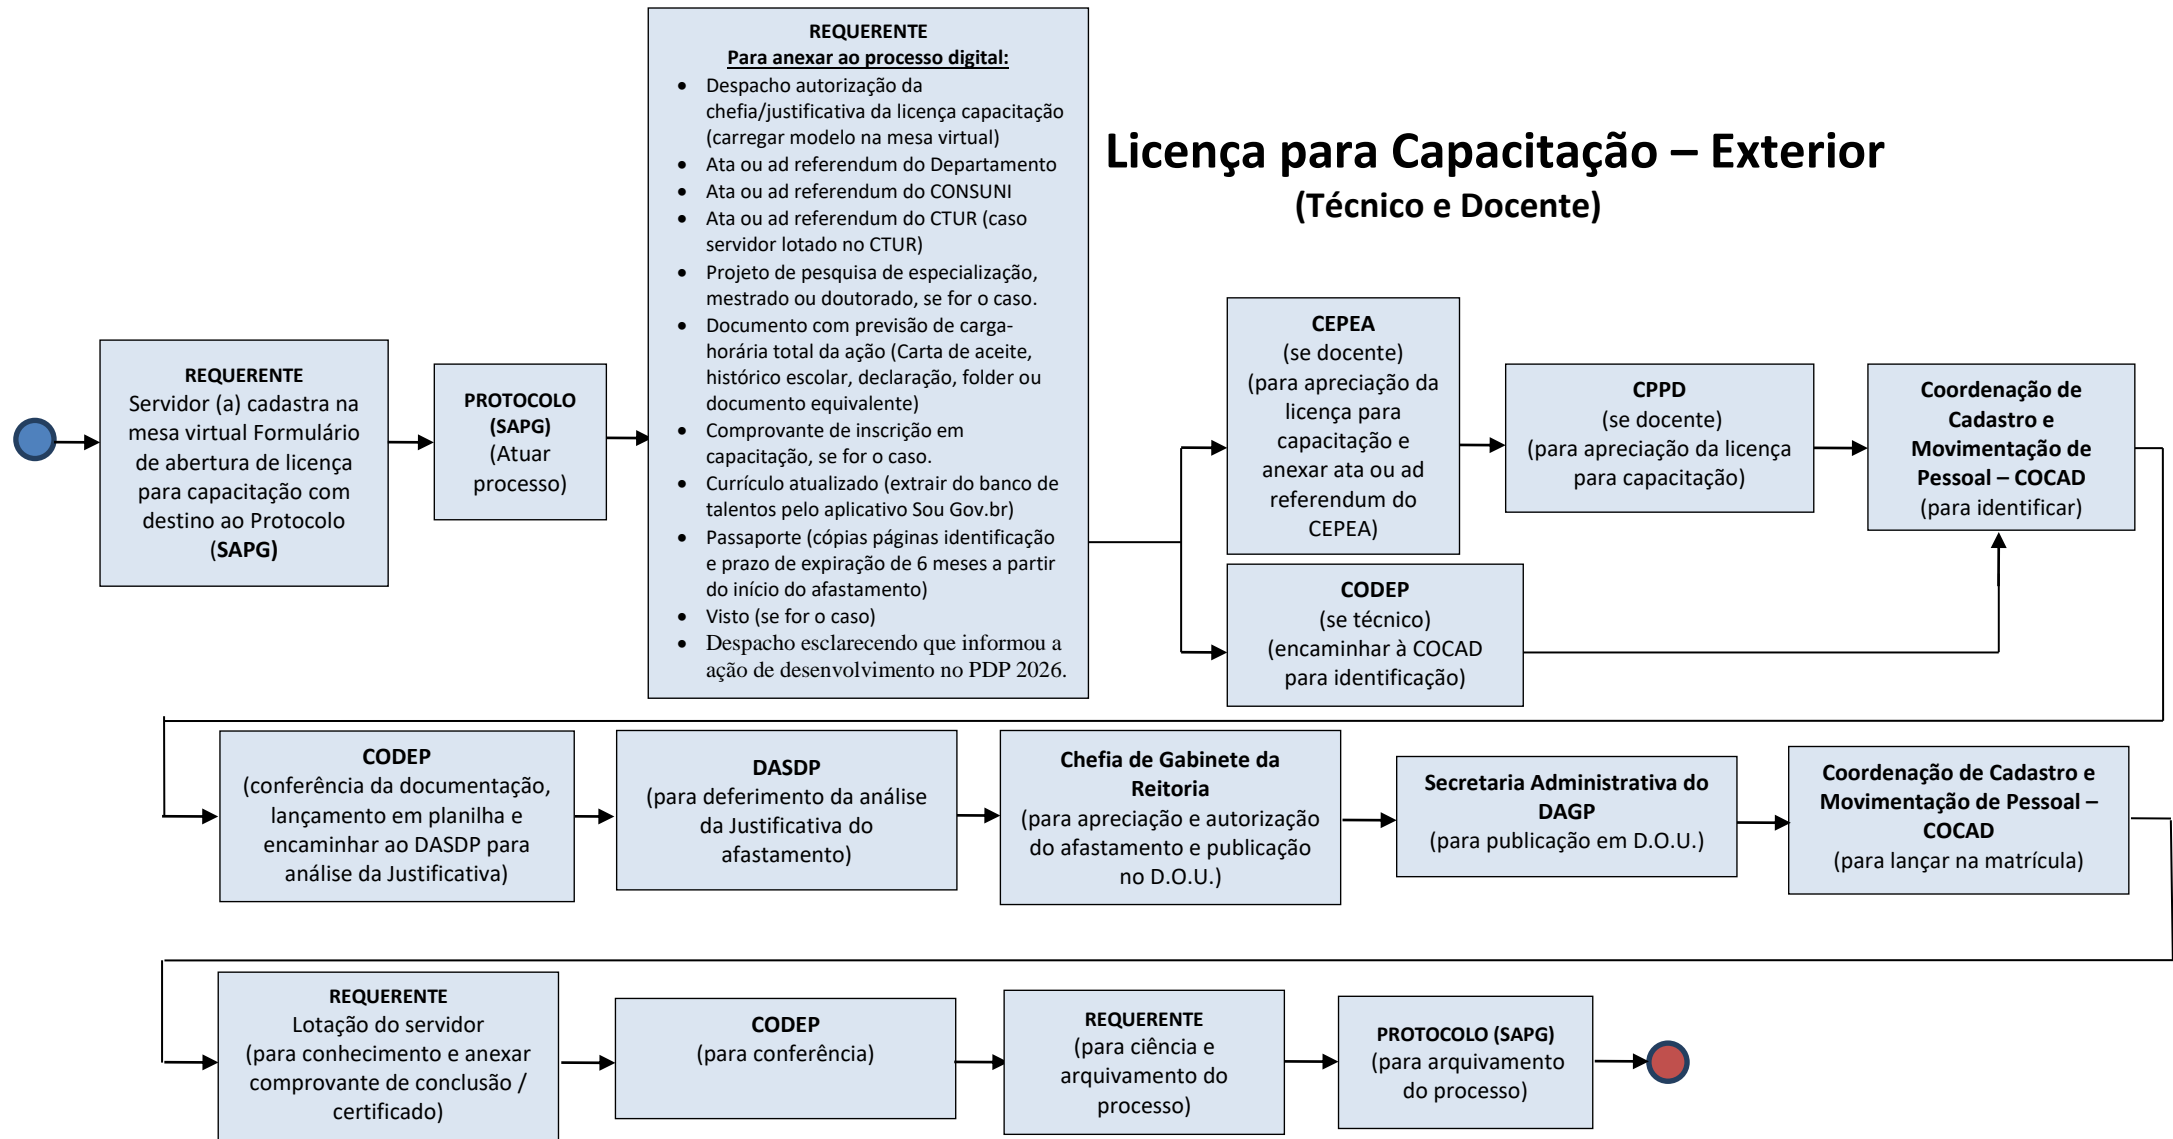 Licença para Capacitação – Exterior
(Técnico e Docente)
REQUERENTE
Servidor (a) cadastra na
mesa virtual Formulário
de abertura de licença
para capacitação com
destino ao Protocolo
(SAPG)
PROTOCOLO
(SAPG)
(Atuar
processo)
REQUERENTE
Para anexar ao processo digital:
• Despacho autorização da
chefia/justificativa da licença capacitação
(carregar modelo na mesa virtual)
• Ata ou ad referendum do Departamento
• Ata ou ad referendum do CONSUNI
• Ata ou ad referendum do CTUR (caso
servidor lotado no CTUR)
• Projeto de pesquisa de especialização,
mestrado ou doutorado, se for o caso.
• Documento com previsão de carga-
horária total da ação (Carta de aceite,
histórico escolar, declaração, folder ou
documento equivalente)
• Comprovante de inscrição em
capacitação, se for o caso.
• Currículo atualizado (extrair do banco de
talentos pelo aplicativo Sou Gov.br)
• Passaporte (cópias páginas identificação
e prazo de expiração de 6 meses a partir
do início do afastamento)
• Visto (se for o caso)
• Despacho esclarecendo que informou a
ação de desenvolvimento no PDP 2026.
CEPEA
(se docente)
(para apreciação da
licença para
capacitação e
anexar ata ou ad
referendum do
CEPEA)
CPPD
(se docente)
(para apreciação da licença
para capacitação)
Coordenação de
Cadastro e
Movimentação de
Pessoal – COCAD
(para identificar)
CODEP
(se técnico)
(encaminhar à COCAD
para identificação)
CODEP
(conferência da documentação,
lançamento em planilha e
encaminhar ao DASDP para
análise da Justificativa)
DASDP
(para deferimento da análise
da Justificativa do
afastamento)
Chefia de Gabinete da
Reitoria
(para apreciação e autorização
do afastamento e publicação
no D.O.U.)
Secretaria Administrativa do
DAGP
(para publicação em D.O.U.)
Coordenação de Cadastro e
Movimentação de Pessoal –
COCAD
(para lançar na matrícula)
REQUERENTE
Lotação do servidor
(para conhecimento e anexar
comprovante de conclusão /
certificado)
CODEP
(para conferência)
REQUERENTE
(para ciência e
arquivamento do
processo)
PROTOCOLO (SAPG)
(para arquivamento
do processo)